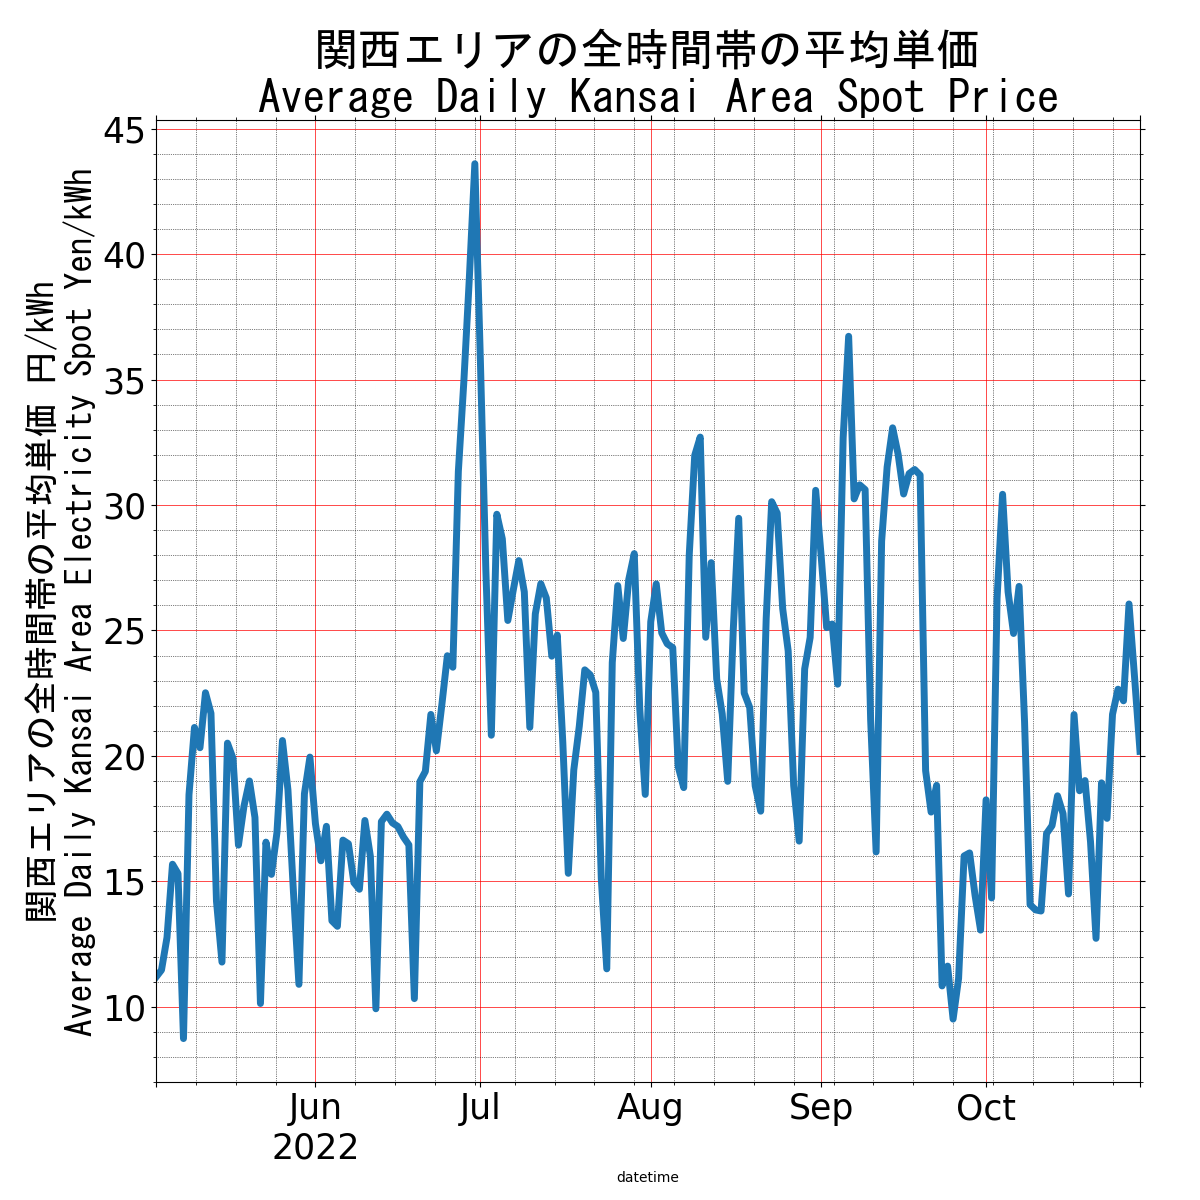 関西エリアの全時間帯の平均単価
Average Daily Kansai Area Spot Price
関西エリアの全時間帯の平均単価 円/kWh
Average Daily Kansai Area Electricity Spot Yen/kWh
45
40
35
30
25
20
15
10
Jun
2022
Jul
Aug
Sep
Oct
datetime